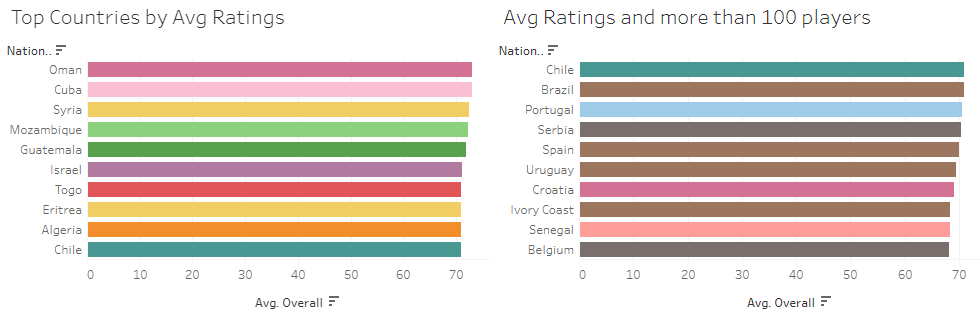 Top Countries by Avg Ratings
Nation..
Oman
Cuba
Syria
Mozambique
Guatemala
Israel
Togo
Eritrea
Algeria
Chile
0 10 20 30 40 50 60 70
Avg. Overall
Avg Ratings and more than 100 players
Nation..
Chile
Brazil
Portugal
Serbia
Spain
Uruguay
Croatia
Ivory Coast
Senegal
Belgium
0 10 20 30 40 50 60 70
Avg. Overall